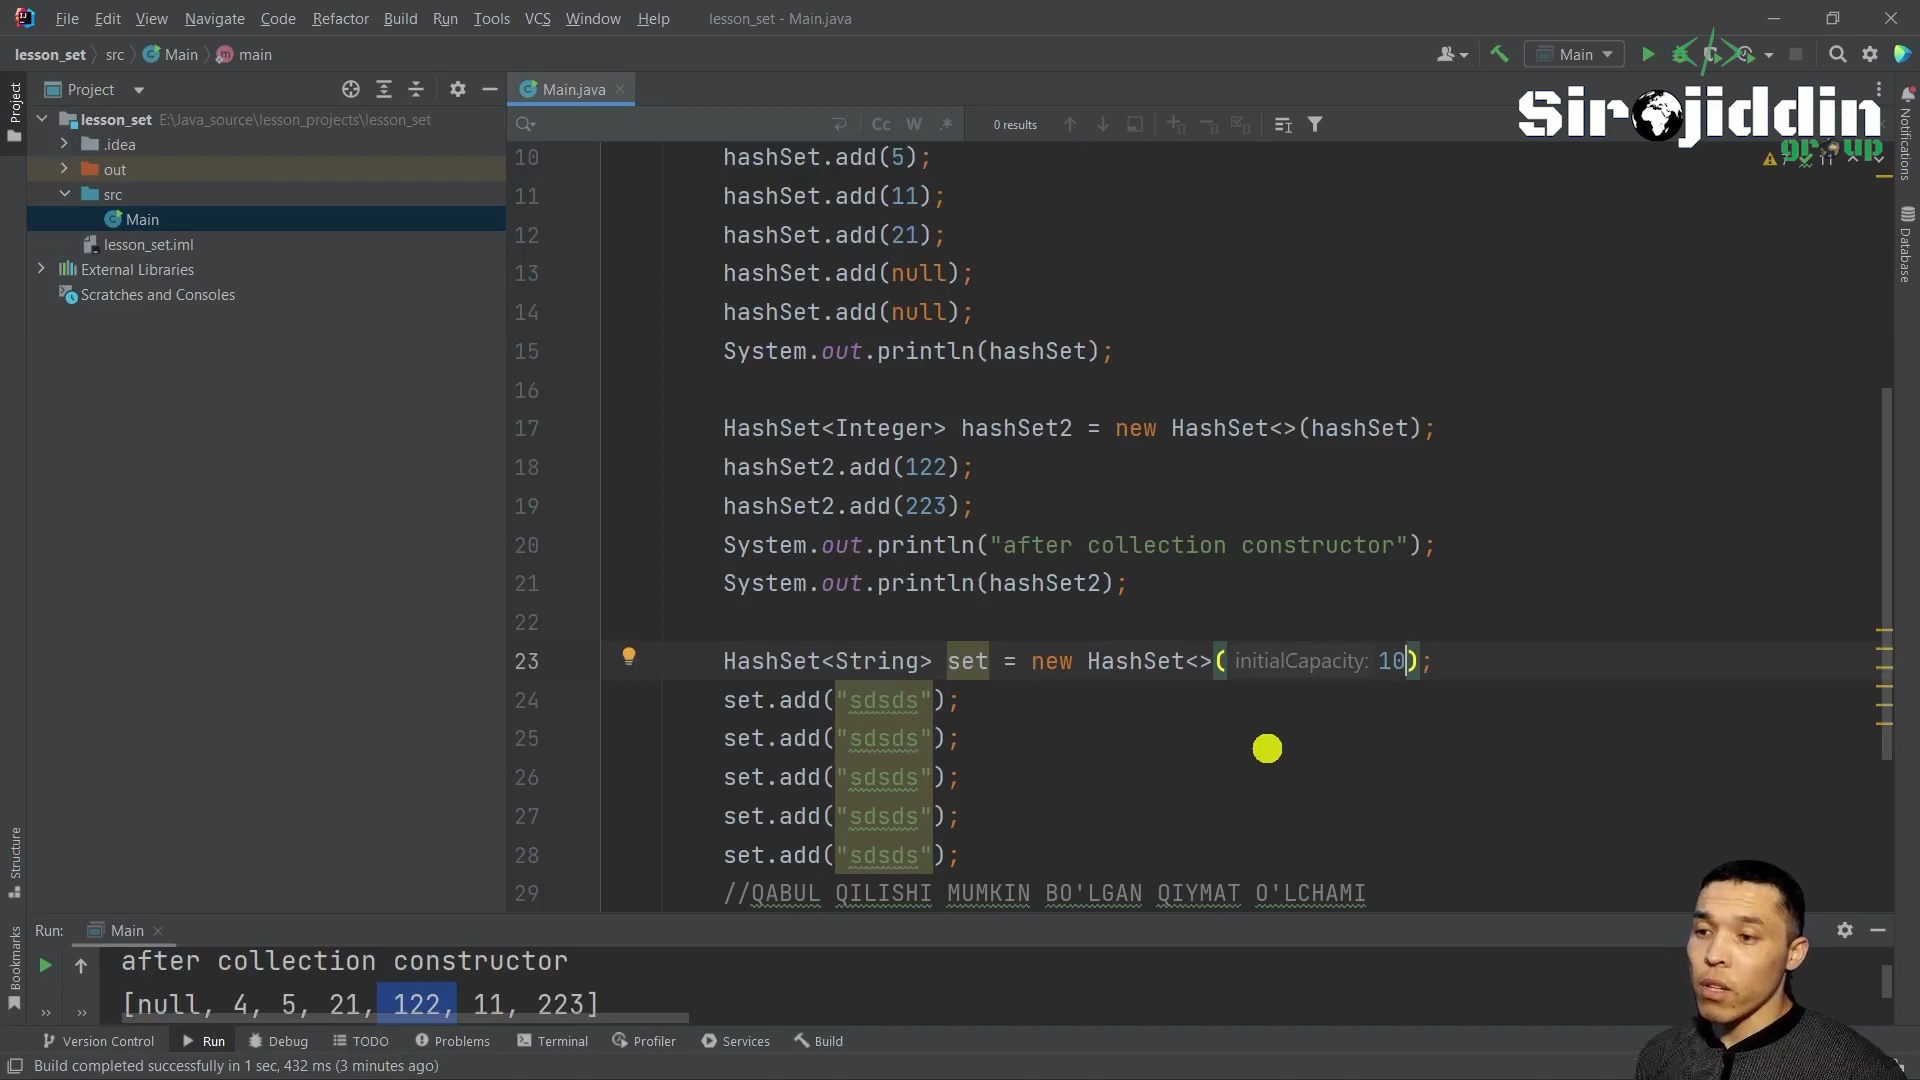 File Edit View Navigate Code Refactor Build Run Tools VCS Window Help lesson_set - Main.java
lesson_set src Main main Main
Sirojiddin
group
Project Main.java
Cc W .* 0 results
Project
lesson_set E:\Java_source\lesson_projects\lesson_set
.idea
out
src
Main
lesson_set.iml
External Libraries
Scratches and Consoles
10 hashSet.add(5);
11 hashSet.add(11);
12 hashSet.add(21);
13 hashSet.add(null);
14 hashSet.add(null);
15 System.out.println(hashSet);
16
17 HashSet<Integer> hashSet2 = new HashSet<>(hashSet);
18 hashSet2.add(122);
19 hashSet2.add(223);
20 System.out.println("after collection constructor");
21 System.out.println(hashSet2);
22
23 HashSet<String> set = new HashSet<>( initialCapacity: 10);
24 set.add("sdsds");
25 set.add("sdsds");
26 set.add("sdsds");
27 set.add("sdsds");
28 set.add("sdsds");
29 //QABUL QILISHI MUMKIN BO'LGAN QIYMAT O'LCHAMI
Notifications
Database
Structure
Bookmarks
Run: Main
after collection constructor
[null, 4, 5, 21, 122, 11, 223]
Version Control Run Debug TODO Problems Terminal Profiler Services Build
Build completed successfully in 1 sec, 432 ms (3 minutes ago)